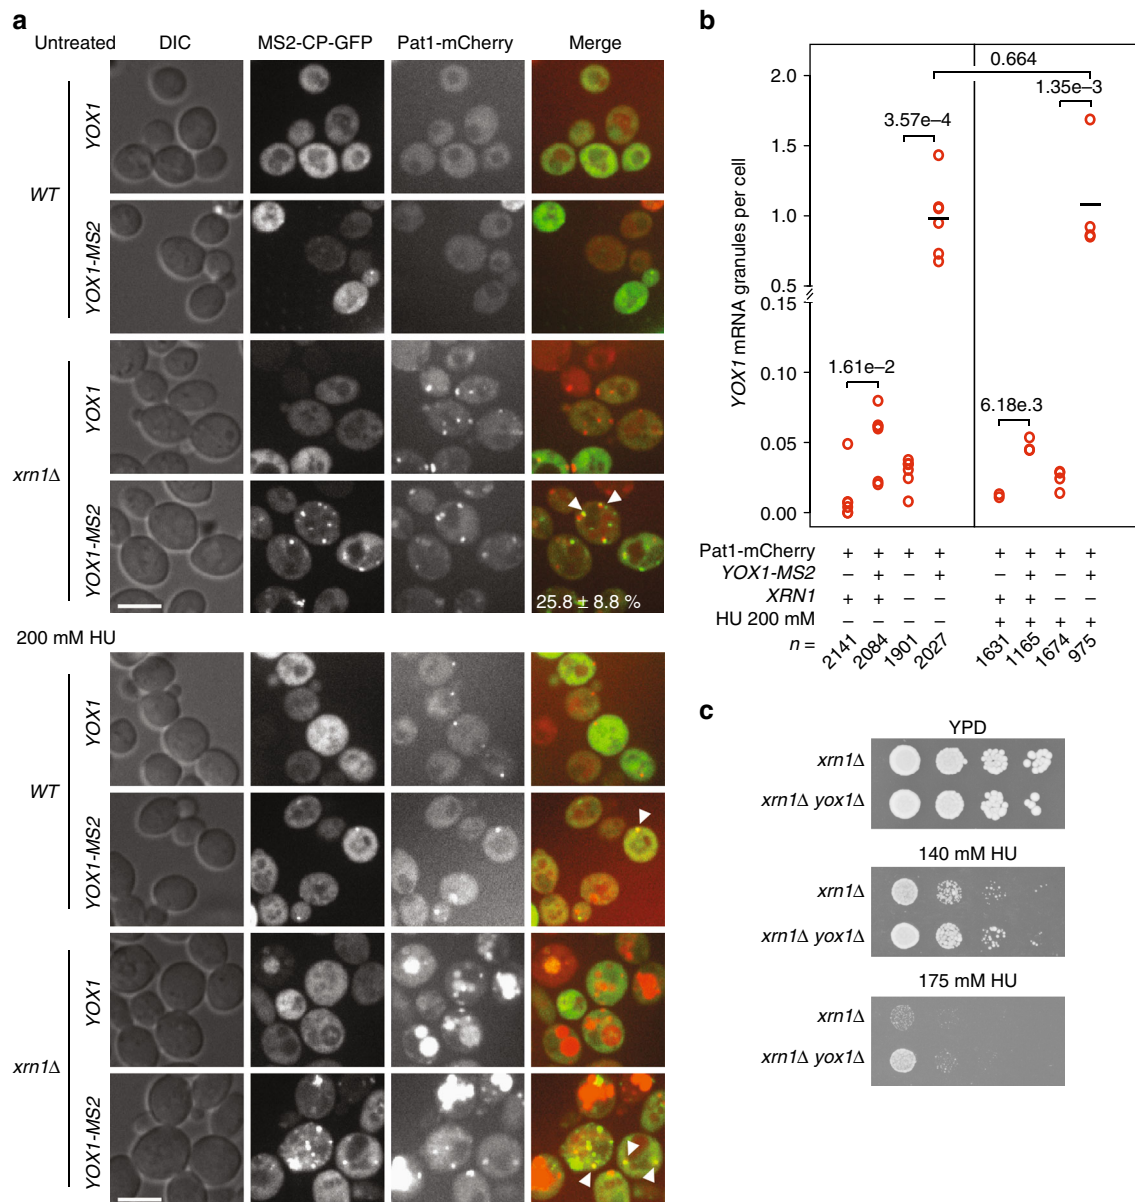 a
Untreated DIC MS2-CP-GFP Pat1-mCherry Merge
WT
YOX1
YOX1-MS2
xrn1Δ
YOX1
YOX1-MS2
25.8 ± 8.8 %
200 mM HU
WT
YOX1
YOX1-MS2
xrn1Δ
YOX1
YOX1-MS2
b
YOX1 mRNA granules per cell
2.0
1.5
1.0
0.5
0.15
0.10
0.05
0.00
0.664
1.35e–3
3.57e–4
1.61e–2
6.18e.3
Pat1-mCherry + + + + + + + +
YOX1-MS2 – + – + – + – +
XRN1 + + – – + + – –
HU 200 mM – – – – + + + +
n = 2141 2084 1901 2027 1631 1165 1674 975
c
YPD
xrn1Δ
xrn1Δ yox1Δ
140 mM HU
xrn1Δ
xrn1Δ yox1Δ
175 mM HU
xrn1Δ
xrn1Δ yox1Δ